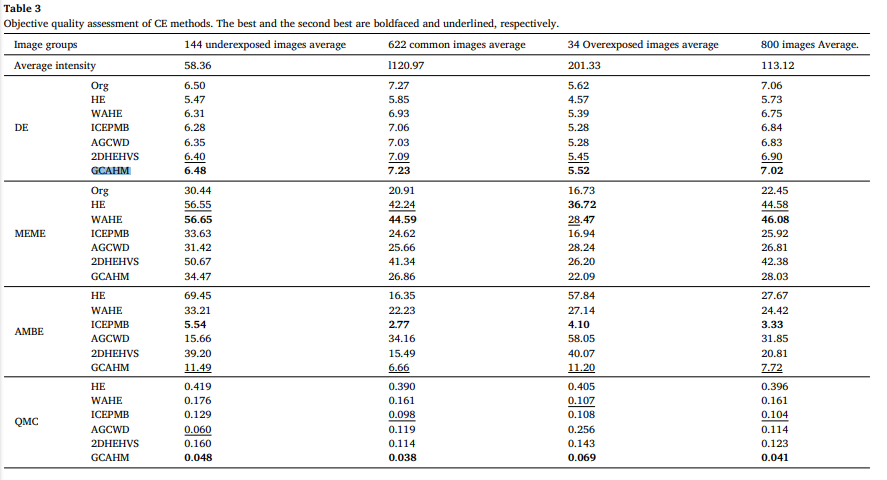 Table 3
Objective quality assessment of CE methods. The best and the second best are boldfaced and underlined, respectively.
Image groups 144 underexposed images average 622 common images average 34 Overexposed images average 800 images Average.
Average intensity 58.36 l120.97 201.33 113.12
DE
Org 6.50 7.27 5.62 7.06
HE 5.47 5.85 4.57 5.73
WAHE 6.31 6.93 5.39 6.75
ICEPMB 6.28 7.06 5.28 6.84
AGCWD 6.35 7.03 5.28 6.83
2DHEHVS 6.40 7.09 5.45 6.90
GCAHM 6.48 7.23 5.52 7.02
MEME
Org 30.44 20.91 16.73 22.45
HE 56.55 42.24 36.72 44.58
WAHE 56.65 44.59 28.47 46.08
ICEPMB 33.63 24.62 16.94 25.92
AGCWD 31.42 25.66 28.24 26.81
2DHEHVS 50.67 41.34 26.20 42.38
GCAHM 34.47 26.86 22.09 28.03
AMBE
HE 69.45 16.35 57.84 27.67
WAHE 33.21 22.23 27.14 24.42
ICEPMB 5.54 2.77 4.10 3.33
AGCWD 15.66 34.16 58.05 31.85
2DHEHVS 39.20 15.49 40.07 20.81
GCAHM 11.49 6.66 11.20 7.72
QMC
HE 0.419 0.390 0.405 0.396
WAHE 0.176 0.161 0.107 0.161
ICEPMB 0.129 0.098 0.108 0.104
AGCWD 0.060 0.119 0.256 0.114
2DHEHVS 0.160 0.114 0.143 0.123
GCAHM 0.048 0.038 0.069 0.041